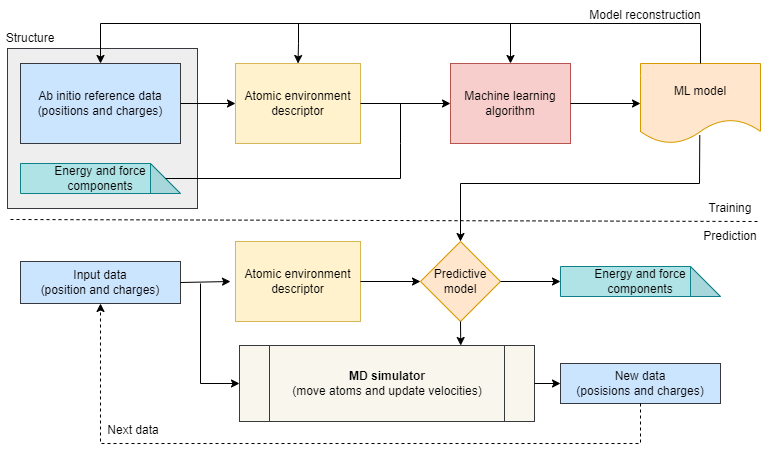 Model reconstruction
Structure
Ab initio reference data
(positions and charges)
Atomic environment
descriptor
Machine learning
algorithm
ML model
Energy and force
components
Training
Prediction
Input data
(position and charges)
Atomic environment
descriptor
Predictive
model
Energy and force
components
MD simulator
(move atoms and update velocities)
New data
(posisions and charges)
Next data